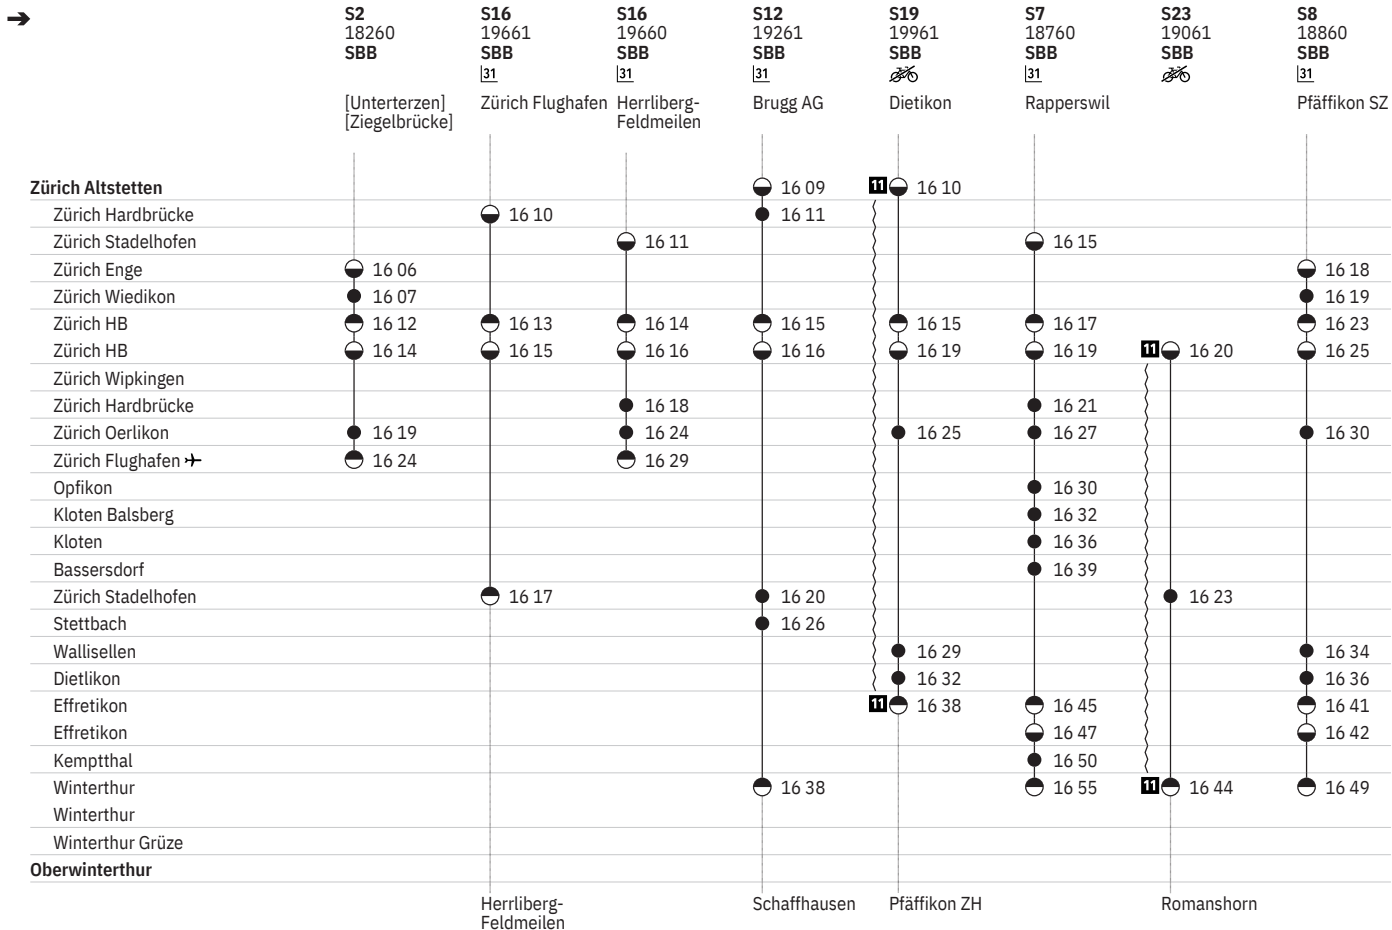 ➔ S2 S16 S16 S12 S19 S7 S23 S8
18260 19661 19660 19261 19961 18760 19061 18860
SBB SBB SBB SBB SBB SBB SBB SBB
31 31 31 31 31
[Unterterzen] Zürich Flughafen Herrliberg- Brugg AG Dietikon Rapperswil Pfäffikon SZ
[Ziegelbrücke] Feldmeilen
Zürich Altstetten 16 09 11 16 10
Zürich Hardbrücke 16 10 16 11
Zürich Stadelhofen 16 11 16 15
Zürich Enge 16 06 16 18
Zürich Wiedikon 16 07 16 19
Zürich HB 16 12 16 13 16 14 16 15 16 15 16 17 16 23
Zürich HB 16 14 16 15 16 16 16 16 16 19 16 19 11 16 20 16 25
Zürich Wipkingen
Zürich Hardbrücke 16 18 16 21
Zürich Oerlikon 16 19 16 24 16 25 16 27 16 30
Zürich Flughafen 16 24 16 29
Opfikon 16 30
Kloten Balsberg 16 32
Kloten 16 36
Bassersdorf 16 39
Zürich Stadelhofen 16 17 16 20 16 23
Stettbach 16 26
Wallisellen 16 29 16 34
Dietlikon 16 32 16 36
Effretikon 11 16 38 16 45 16 41
Effretikon 16 47 16 42
Kemptthal 16 50
Winterthur 16 38 16 55 11 16 44 16 49
Winterthur
Winterthur Grüze
Oberwinterthur
Herrliberg- Schaffhausen Pfäffikon ZH Romanshorn
Feldmeilen